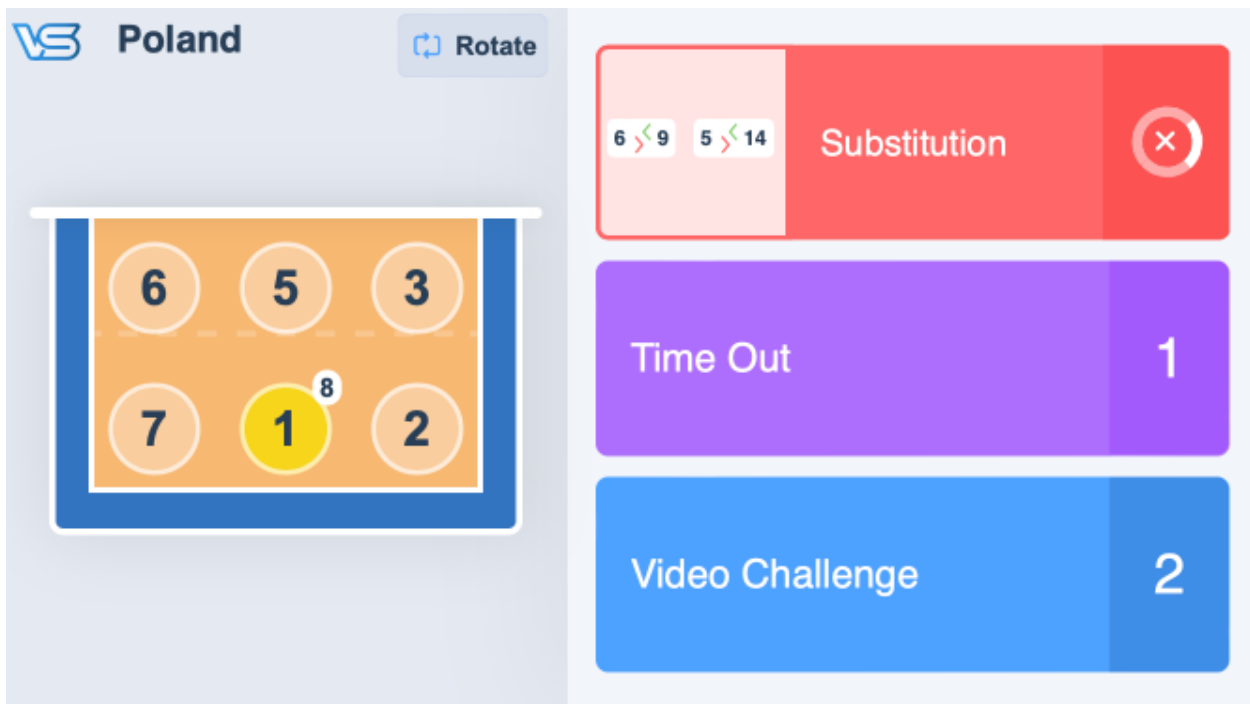 VS Poland
Rotate
6 9 5 14
Substitution
6 5 3
7 1 8 2
Time Out 1
Video Challenge 2